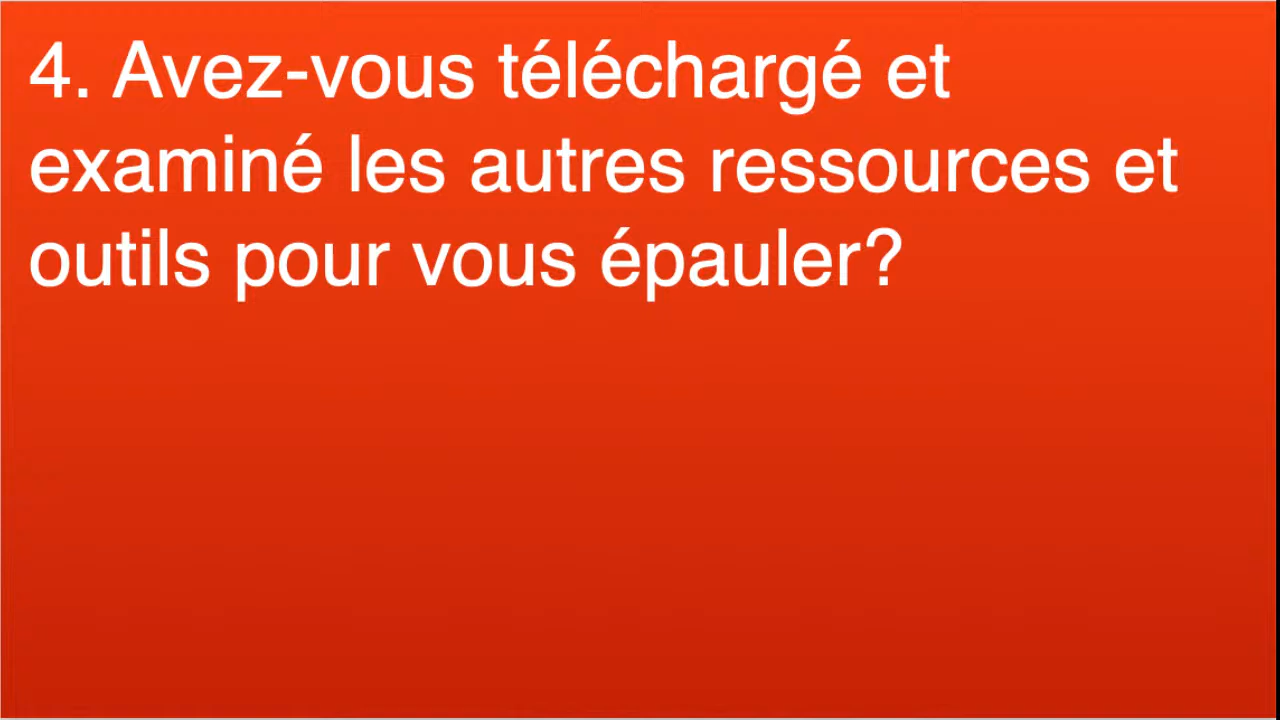 4. Avez-vous téléchargé et
examiné les autres ressources et
outils pour vous épauler?